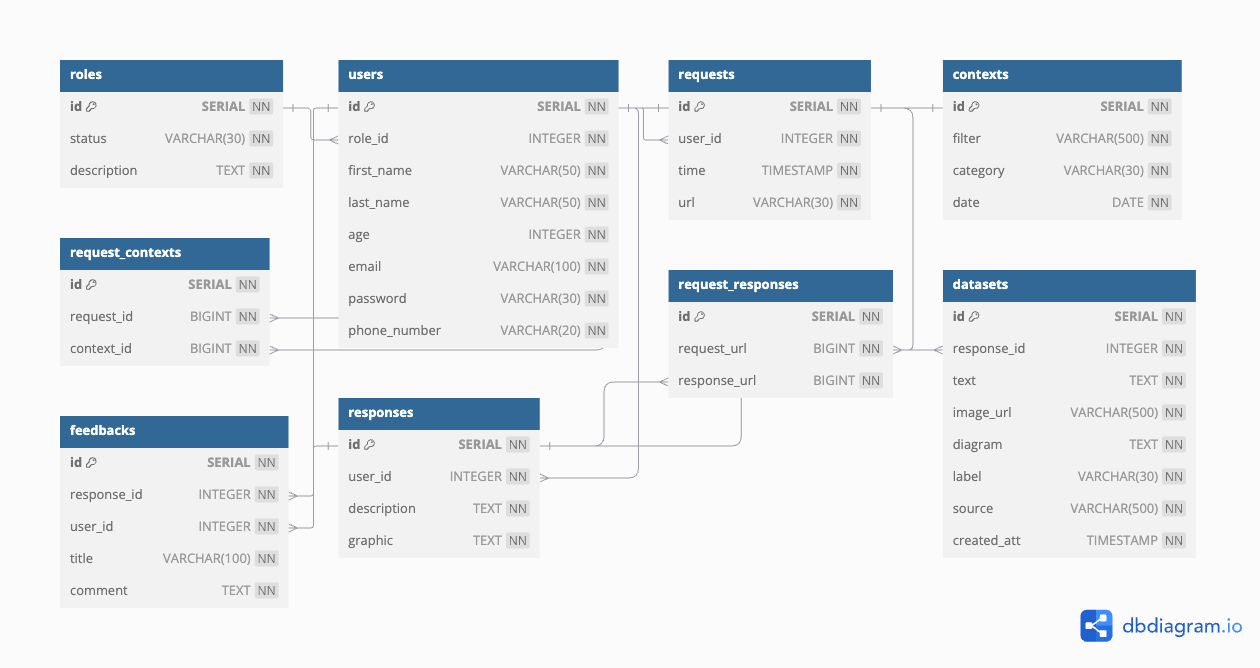 roles
id SERIAL NN
status VARCHAR(30) NN
description TEXT NN
users
id SERIAL NN
role_id INTEGER NN
first_name VARCHAR(50) NN
last_name VARCHAR(50) NN
age INTEGER NN
email VARCHAR(100) NN
password VARCHAR(30) NN
phone_number VARCHAR(20) NN
requests
id SERIAL NN
user_id INTEGER NN
time TIMESTAMP NN
url VARCHAR(30) NN
contexts
id SERIAL NN
filter VARCHAR(500) NN
category VARCHAR(30) NN
date DATE NN
request_contexts
id SERIAL NN
request_id BIGINT NN
context_id BIGINT NN
request_responses
id SERIAL NN
request_url BIGINT NN
response_url BIGINT NN
datasets
id SERIAL NN
response_id INTEGER NN
text TEXT NN
image_url VARCHAR(500) NN
diagram TEXT NN
label VARCHAR(30) NN
source VARCHAR(500) NN
created_att TIMESTAMP NN
feedbacks
id SERIAL NN
response_id INTEGER NN
user_id INTEGER NN
title VARCHAR(100) NN
comment TEXT NN
responses
id SERIAL NN
user_id INTEGER NN
description TEXT NN
graphic TEXT NN
dbdiagram.io